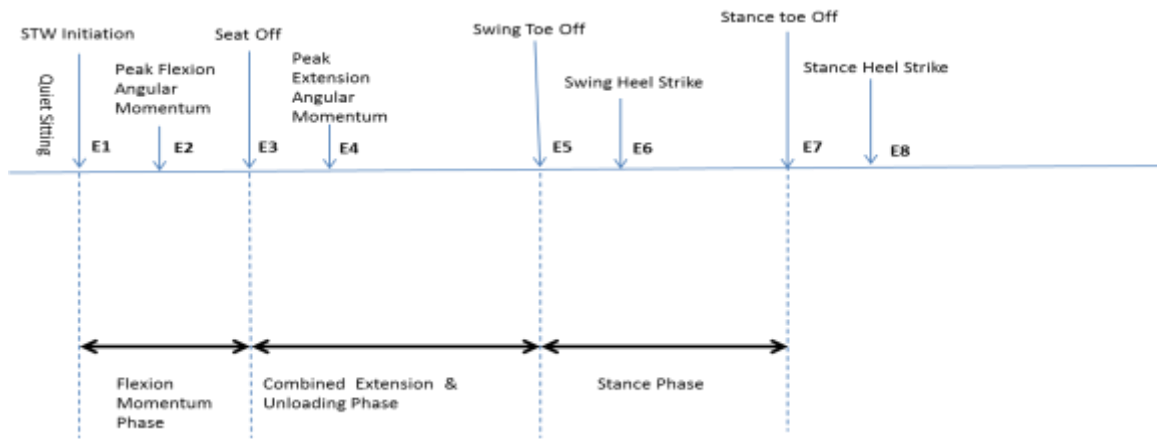 STW Initiation
Quiet Sitting
E1
Peak Flexion
Angular
Momentum
E2
Seat Off
E3
Peak
Extension
Angular
Momentum
E4
Swing Toe Off
E5
Swing Heel Strike
E6
Stance toe Off
E7
Stance Heel Strike
E8
Flexion
Momentum
Phase
Combined Extension &
Unloading Phase
Stance Phase